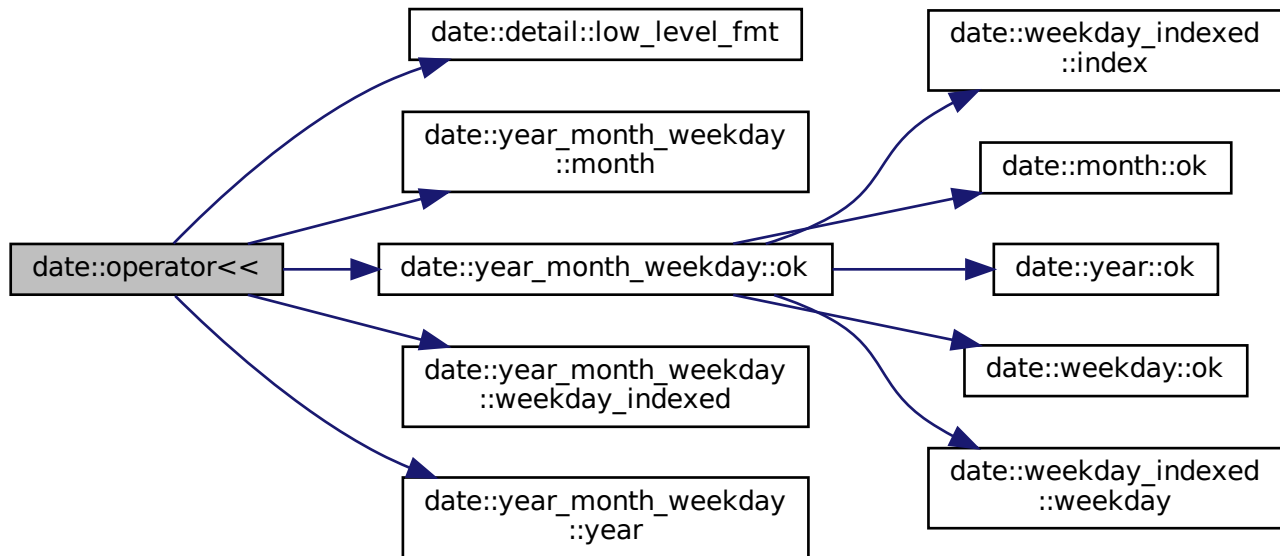 date::operator<<
date::detail::low_level_fmt
date::year_month_weekday
::month
date::year_month_weekday::ok
date::year_month_weekday
::weekday_indexed
date::year_month_weekday
::year
date::weekday_indexed
::index
date::month::ok
date::year::ok
date::weekday::ok
date::weekday_indexed
::weekday